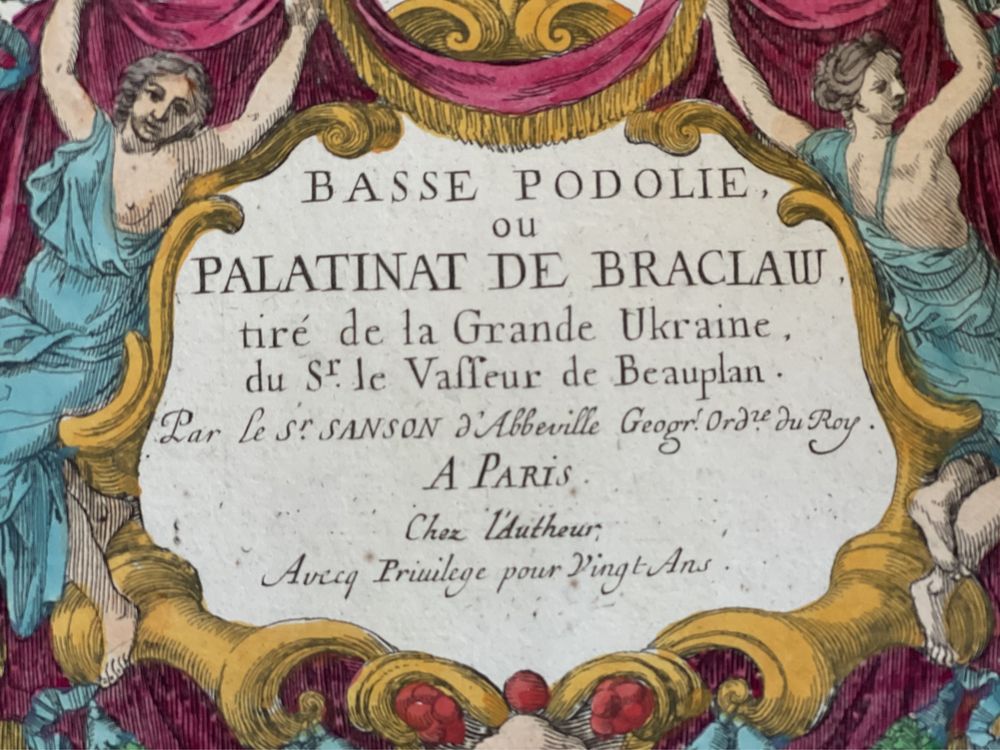 BASSE PODOLIE,
ou
PALATINAT DE BRACLAW,
tiré de la Grande Ukraine,
du Sr. le Vaſſeur de Beauplan.
Par le Sr. SANSON d'Abbeville Geogr. Ordre du Roy.
A PARIS.
Chez l'Autheur,
Avecq Priuilege pour Vingt Ans.